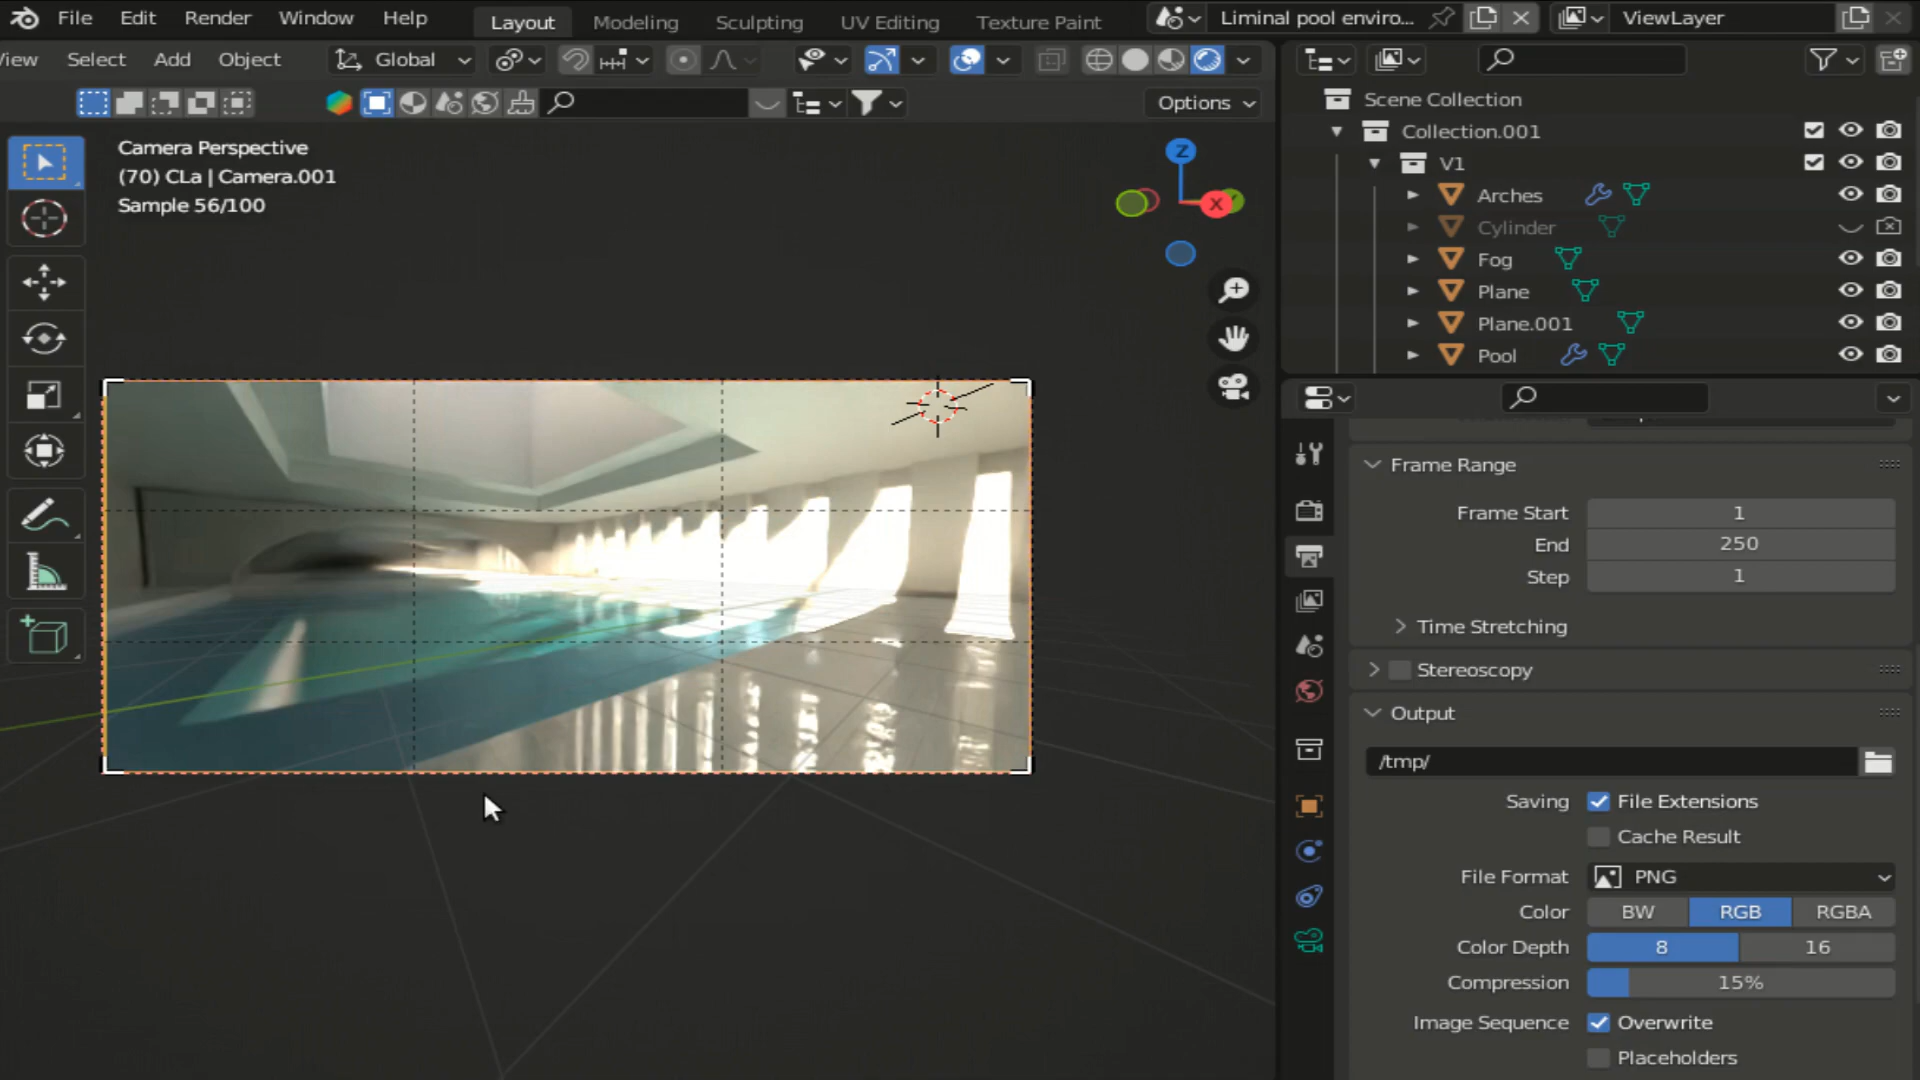 File Edit Render Window Help Layout Modeling Sculpting UV Editing Texture Paint Liminal pool enviro... ViewLayer
iew Select Add Object Global
Options
Camera Perspective
(70) CLa | Camera.001
Sample 56/100
Z
X
Scene Collection
Collection.001
V1
Arches
Cylinder
Fog
Plane
Plane.001
Pool
Frame Range
Frame Start 1
End 250
Step 1
Time Stretching
Stereoscopy
Output
/tmp/
Saving File Extensions
Cache Result
File Format PNG
Color BW RGB RGBA
Color Depth 8 16
Compression 15%
Image Sequence Overwrite
Placeholders